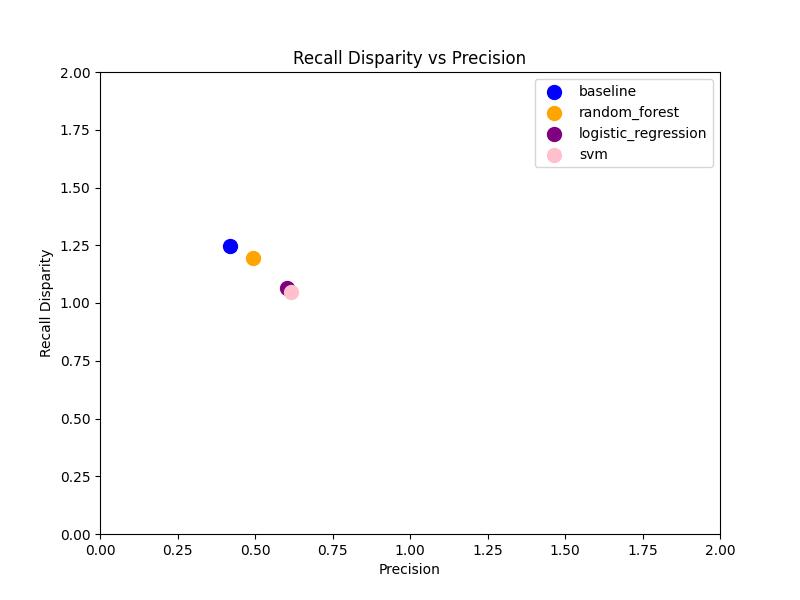 Recall Disparity vs Precision
baseline
random_forest
logistic_regression
svm
Recall Disparity
2.00
1.75
1.50
1.25
1.00
0.75
0.50
0.25
0.00
0.00 0.25 0.50 0.75 1.00 1.25 1.50 1.75 2.00
Precision